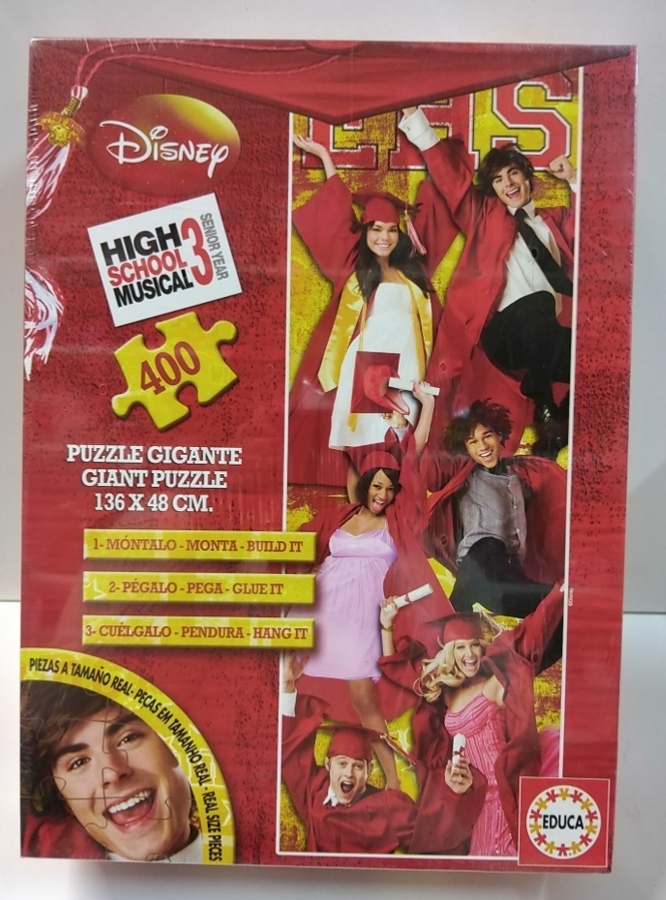 EHS
Disney
HIGH
SCHOOL
MUSICAL
3
SENIOR YEAR
400
PUZZLE GIGANTE
GIANT PUZZLE
136 X 48 CM.
1- MÓNTALO - MONTA - BUILD IT
2- PÉGALO - PEGA - GLUE IT
3- CUÉLGALO - PENDURA - HANG IT
PIEZAS A TAMAÑO REAL - PEÇAS EM TAMANHO REAL - REAL SIZE PIECES
©Disney
EDUCA